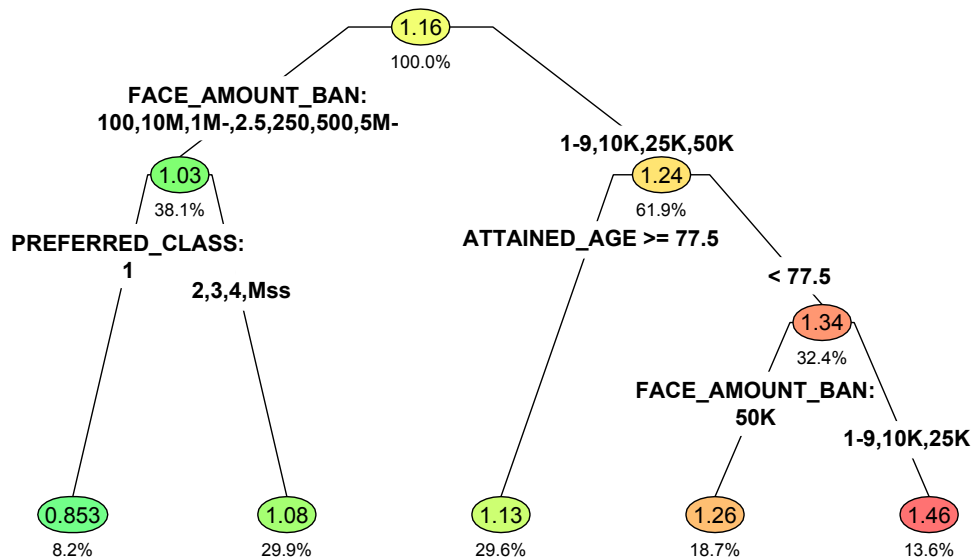 1.16
100.0%
FACE_AMOUNT_BAN:
100,10M,1M-,2.5,250,500,5M-
1-9,10K,25K,50K
1.03
38.1%
1.24
61.9%
PREFERRED_CLASS:
1
2,3,4,Mss
ATTAINED_AGE >= 77.5
< 77.5
1.34
32.4%
FACE_AMOUNT_BAN:
50K
1-9,10K,25K
0.853
8.2%
1.08
29.9%
1.13
29.6%
1.26
18.7%
1.46
13.6%